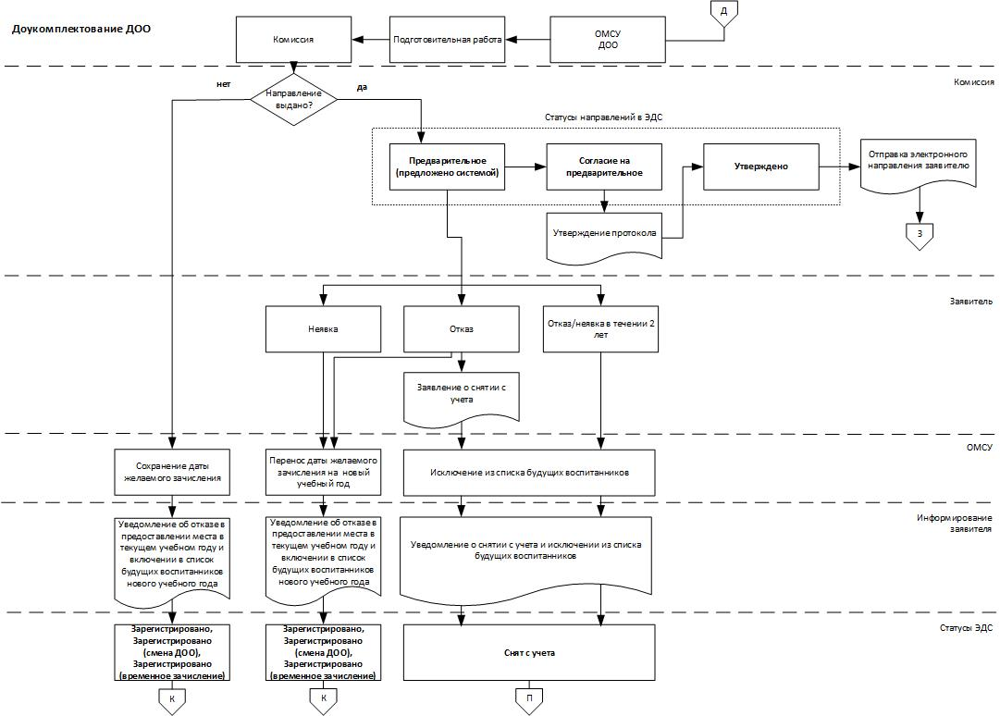 Доукомплектование ДОО
Комиссия
Подготовительная работа
ОМСУ
ДОО
Д
Комиссия
нет
Направление
выдано?
да
Статусы направлений в ЭДС
Предварительное
(предложено системой)
Согласие на
предварительное
Утверждено
Отправка электронного
направления заявителю
Утверждение протокола
З
Заявитель
Неявка
Отказ
Отказ/неявка в течении 2
лет
Заявление о снятии с
учета
ОМСУ
Сохранение даты
желаемого зачисления
Перенос даты желаемого
зачисления на новый
учебный год
Исключение из списка будущих воспитанников
Информирование
заявителя
Уведомление об отказе в
предоставлении места в
текущем учебном году и
включении в список
будущих воспитанников
нового учебного года
Уведомление об отказе в
предоставлении места в
текущем учебном году и
включении в список
будущих воспитанников
нового учебного года
Уведомление о снятии с учета и исключении из списка
будущих воспитанников
Статусы ЭДС
Зарегистрировано,
Зарегистрировано
(смена ДОО),
Зарегистрировано
(временное зачисление)
Зарегистрировано,
Зарегистрировано
(смена ДОО),
Зарегистрировано
(временное зачисление)
Снят с учета
К
К
П